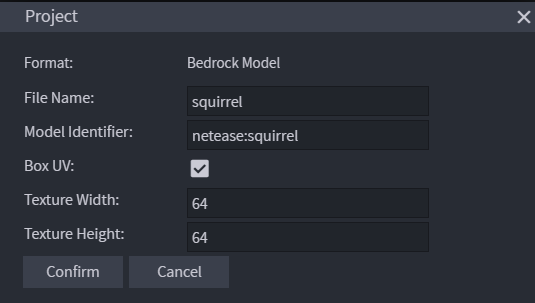 Project
Format: Bedrock Model
File Name: squirrel
Model Identifier: netease:squirrel
Box UV:
Texture Width: 64
Texture Height: 64
Confirm Cancel